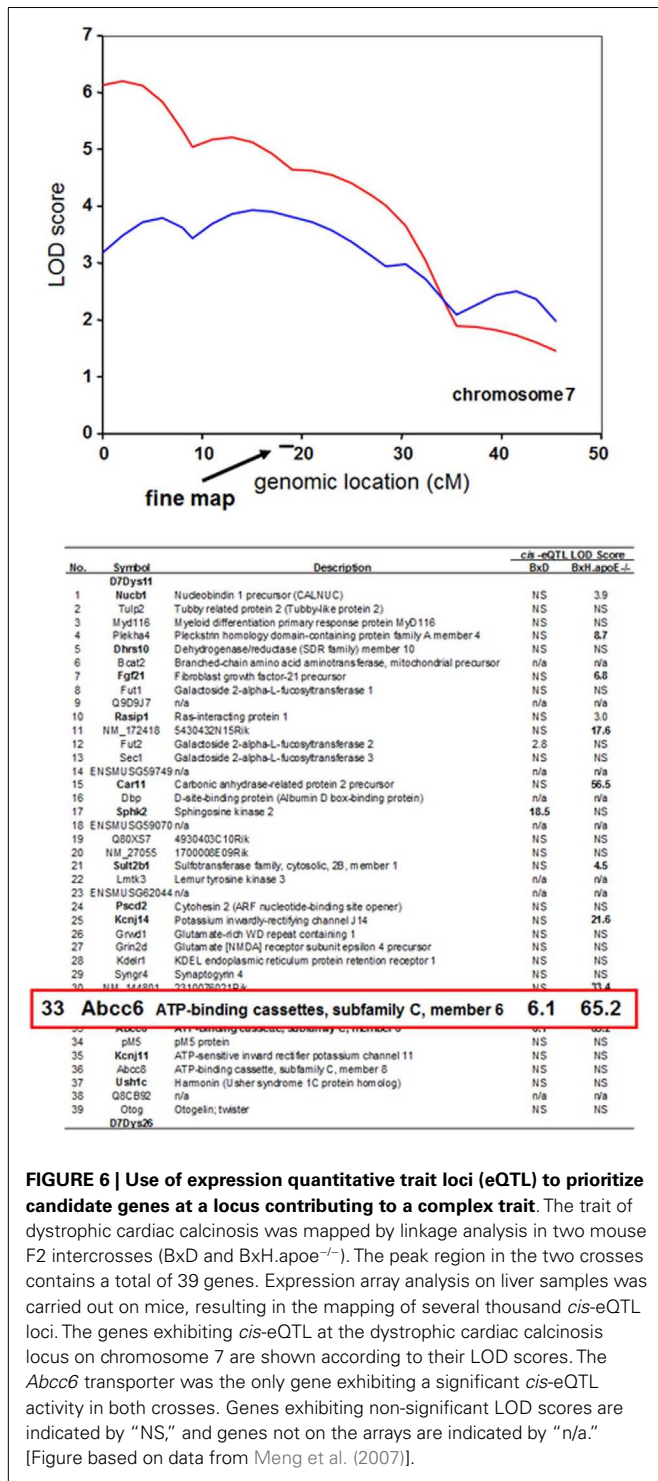 7
6
5
4
3
2
1
0
LOD score
chromosome 7
0 10 20 30 40 50
fine map
genomic location (cM)
cis-eQTL LOD Score
No. Symbol Description BxD BxH.apoE-/-
D7Dys11
1 Nucb1 Nucleobindin 1 precursor (CALNUC) NS 3.9
2 Tulp2 Tubby related protein 2 (Tubby-like protein 2) NS NS
3 Myd116 Myeloid differentiation primary response protein MyD116 NS NS
4 Plekha4 Pleckstrin homology domain-containing protein family A member 4 NS 8.7
5 Dhrs10 Dehydrogenase/reductase (SDR family) member 10 NS NS
6 Bcat2 Branched-chain amino acid aminotransferase, mitochondrial precursor n/a n/a
7 Fgf21 Fibroblast growth factor-21 precursor NS 6.8
8 Fut1 Galactoside 2-alpha-L-fucosyltransferase 1 NS NS
9 Q9D9J7 n/a n/a n/a
10 Rasip1 Ras-interacting protein 1 NS 3.0
11 NM_172418 5430432N15Rik NS 17.6
12 Fut2 Galactoside 2-alpha-L-fucosyltransferase 2 2.8 NS
13 Sec1 Galactoside 2-alpha-L-fucosyltransferase 3 NS NS
14 ENSMUSG59749 n/a n/a n/a
15 Car11 Carbonic anhydrase-related protein 2 precursor NS 56.5
16 Dbp D-site-binding protein (Albumin D box-binding protein) n/a n/a
17 Sphk2 Sphingosine kinase 2 18.5 NS
18 ENSMUSG59070 n/a n/a n/a
19 Q80XS7 4930403C10Rik NS NS
20 NM_27055 1700008E09Rik NS NS
21 Sult2b1 Sulfotransferase family, cytosolic, 2B, member 1 NS 4.5
22 Lmtk3 Lemur tyrosine kinase 3 n/a n/a
23 ENSMUSG62044 n/a n/a n/a
24 Pscd2 Cytohesin 2 (ARF nucleotide-binding site opener) NS NS
25 Kcnj14 Potassium inwardly-rectifying channel J14 NS 21.6
26 Grwd1 Glutamate-rich WD repeat containing 1 NS NS
27 Grin2d Glutamate [NMDA] receptor subunit epsilon 4 precursor NS NS
28 Kdelr1 KDEL endoplasmic reticulum protein retention receptor 1 NS NS
29 Syngr4 Synaptogyrin 4 NS NS
30 NM_144801 2310076O21Rik NS 33.4
33 Abcc6 ATP-binding cassettes, subfamily C, member 6 6.1 65.2
34 pM5 pM5 protein NS NS
35 Kcnj11 ATP-sensitive inward rectifier potassium channel 11 NS NS
36 Abcc8 ATP-binding cassette, subfamily C, member 8 NS NS
37 Ush1c Harmonin (Usher syndrome 1C protein homolog) NS NS
38 Q8CB92 n/a n/a n/a
39 Otog Otogelin; twister NS NS
D7Dys26
FIGURE 6 | Use of expression quantitative trait loci (eQTL) to prioritize
candidate genes at a locus contributing to a complex trait. The trait of
dystrophic cardiac calcinosis was mapped by linkage analysis in two mouse
F2 intercrosses (BxD and BxH.apoe−/−). The peak region in the two crosses
contains a total of 39 genes. Expression array analysis on liver samples was
carried out on mice, resulting in the mapping of several thousand cis-eQTL
loci. The genes exhibiting cis-eQTL at the dystrophic cardiac calcinosis
locus on chromosome 7 are shown according to their LOD scores. The
Abcc6 transporter was the only gene exhibiting a significant cis-eQTL
activity in both crosses. Genes exhibiting non-significant LOD scores are
indicated by “NS,” and genes not on the arrays are indicated by “n/a.”
[Figure based on data from Meng et al. (2007)].